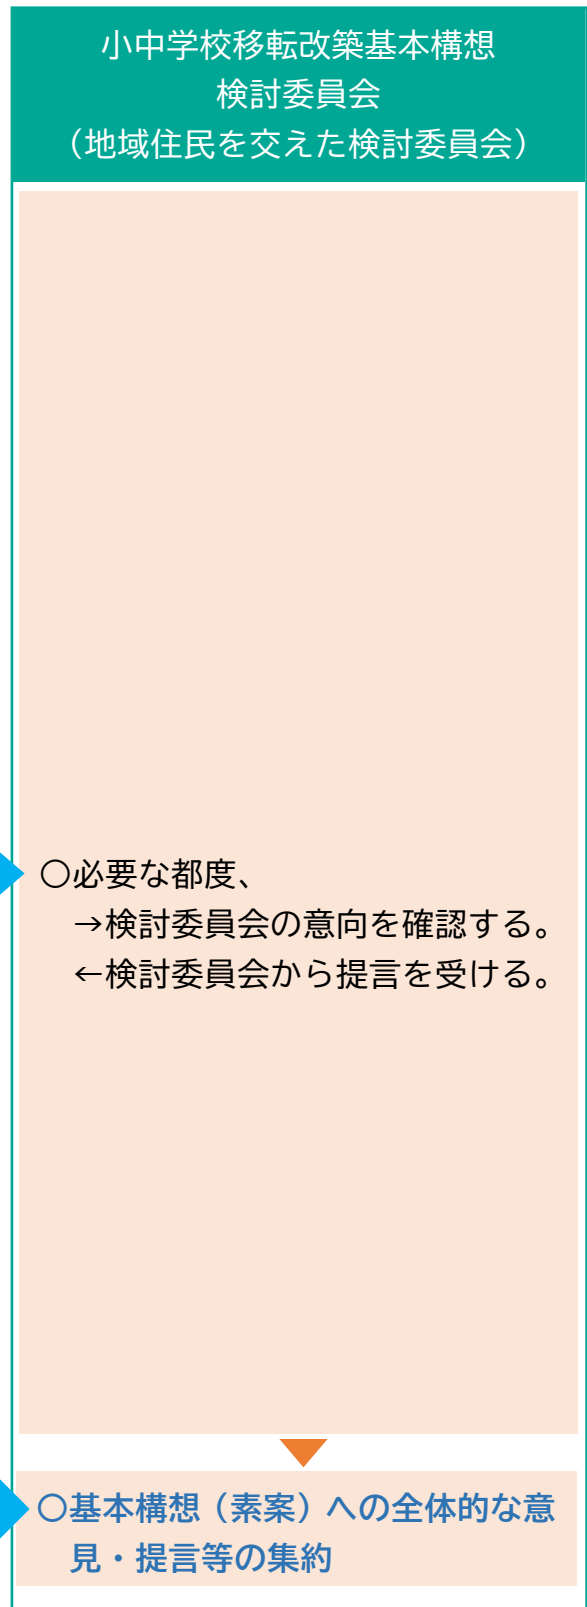 小中学校移転改築基本構想
検討委員会
（地域住民を交えた検討委員会）
○必要な都度、
→検討委員会の意向を確認する。
←検討委員会から提言を受ける。
○基本構想（素案）への全体的な意
見・提言等の集約